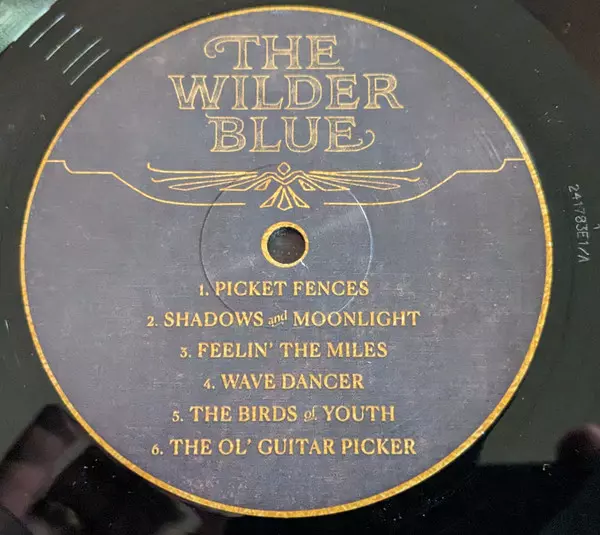 THE
WILDER
BLUE
1. PICKET FENCES
2. SHADOWS and MOONLIGHT
3. FEELIN' THE MILES
4. WAVE DANCER
5. THE BIRDS of YOUTH
6. THE OL' GUITAR PICKER
241783E1/A